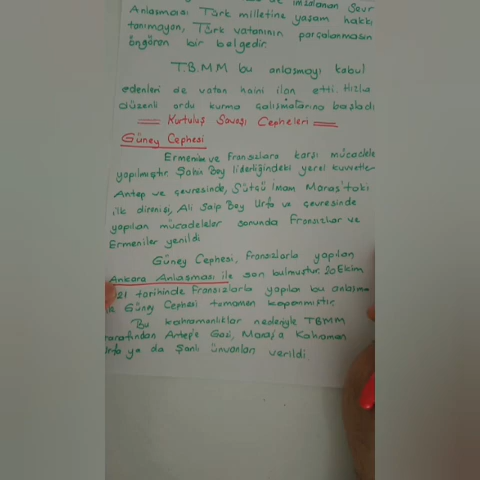 imzalanan Sevr
Anlaşması Türk milletine yaşam hakkı
tanımayan, Türk vatanının parçalanmasın
öngören bir belgedir.
T.B.M.M bu anlaşmayı kabul
edenleri de vatan haini ilan etti. Hızla
düzenli ordu kurma çalışmalarına başladı
Kurtuluş Savaşı Cepheleri
Güney Cephesi
Ermenilere ve Fransızlara karşı mücadele
yapılmıştır. Şahin Bey liderliğindeki yerel kuvvetler
Antep ve çevresinde, Sütçü İmam Maraş'taki
ilk direnişi, Ali Saip Bey Urfa ve çevresinde
yapılan mücadeleler sonunda Fransızlar ve
Ermeniler yenildi
Güney Cephesi, Fransızlarla yapılan
Ankara Anlaşması ile son bulmuştur. 20 Ekim
21 tarihinde Fransızlarla yapılan bu anlaşma
ile Güney Cephesi tamamen kapanmıştır.
Bu kahramanlıklar nedeniyle TBMM
tarafından Antep'e Gazi, Maraş'a Kahraman
Urfa'ya da Şanlı ünvanları verildi.